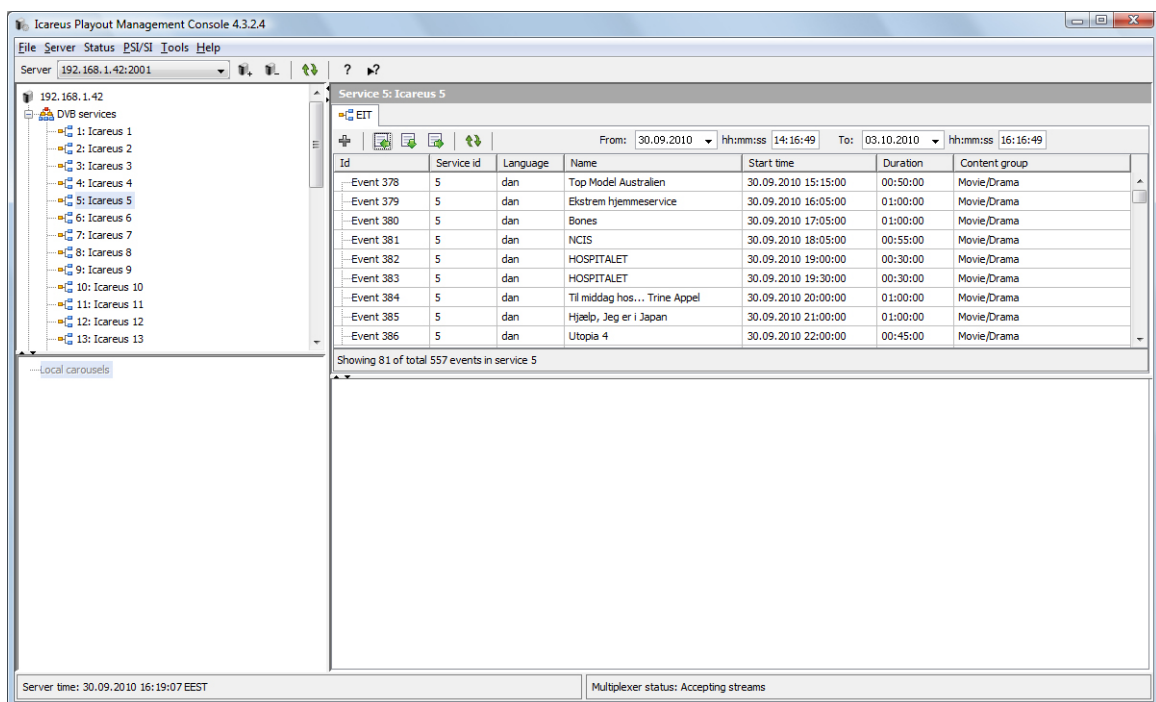 Icareus Playout Management Console 4.3.2.4
File Server Status PSI/SI Tools Help
Server 192.168.1.42:2001 ? ?
192.168.1.42
DVB services
1: Icareus 1
2: Icareus 2
3: Icareus 3
4: Icareus 4
5: Icareus 5
6: Icareus 6
7: Icareus 7
8: Icareus 8
9: Icareus 9
10: Icareus 10
11: Icareus 11
12: Icareus 12
13: Icareus 13
Local carousels
Service 5: Icareus 5
EIT
From: 30.09.2010 hh:mm:ss 14:16:49 To: 03.10.2010 hh:mm:ss 16:16:49
Id Service id Language Name Start time Duration Content group
Event 378 5 dan Top Model Australien 30.09.2010 15:15:00 00:50:00 Movie/Drama
Event 379 5 dan Ekstrem hjemmeservice 30.09.2010 16:05:00 01:00:00 Movie/Drama
Event 380 5 dan Bones 30.09.2010 17:05:00 01:00:00 Movie/Drama
Event 381 5 dan NCIS 30.09.2010 18:05:00 00:55:00 Movie/Drama
Event 382 5 dan HOSPITALET 30.09.2010 19:00:00 00:30:00 Movie/Drama
Event 383 5 dan HOSPITALET 30.09.2010 19:30:00 00:30:00 Movie/Drama
Event 384 5 dan Til middag hos... Trine Appel 30.09.2010 20:00:00 01:00:00 Movie/Drama
Event 385 5 dan Hjælp, Jeg er i Japan 30.09.2010 21:00:00 01:00:00 Movie/Drama
Event 386 5 dan Utopia 4 30.09.2010 22:00:00 00:45:00 Movie/Drama
Showing 81 of total 557 events in service 5
Server time: 30.09.2010 16:19:07 EEST
Multiplexer status: Accepting streams